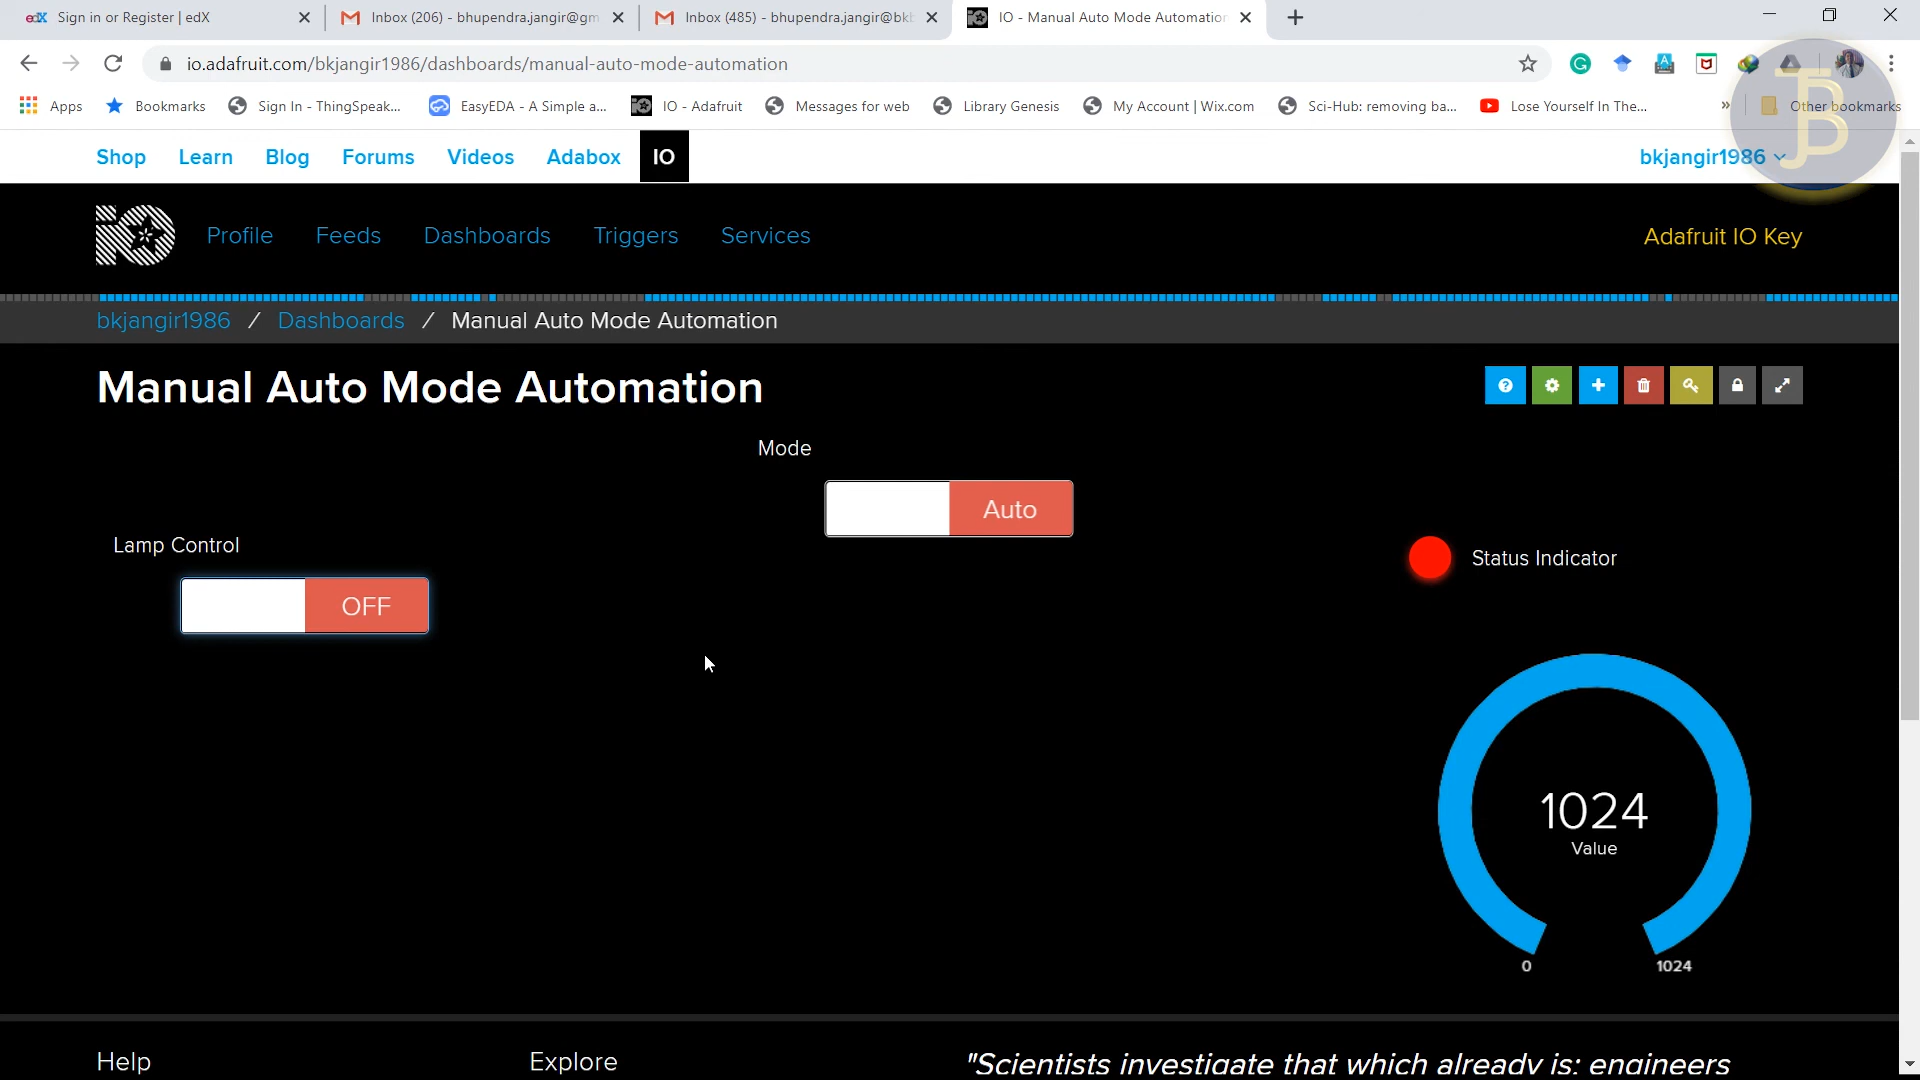 edX Sign in or Register | edX
Inbox (206) - bhupendra.jangir@gm
Inbox (485) - bhupendra.jangir@bkb
IO - Manual Auto Mode Automation
io.adafruit.com/bkjangir1986/dashboards/manual-auto-mode-automation
Apps Bookmarks Sign In - ThingSpeak... EasyEDA - A Simple a... IO - Adafruit Messages for web Library Genesis My Account | Wix.com Sci-Hub: removing ba... Lose Yourself In The... » Other bookmarks
Shop Learn Blog Forums Videos Adabox IO bkjangir1986
Profile Feeds Dashboards Triggers Services Adafruit IO Key
bkjangir1986 / Dashboards / Manual Auto Mode Automation
Manual Auto Mode Automation
Mode
Auto
Lamp Control
OFF
Status Indicator
1024
Value
0 1024
Help Explore "Scientists investigate that which already is; engineers